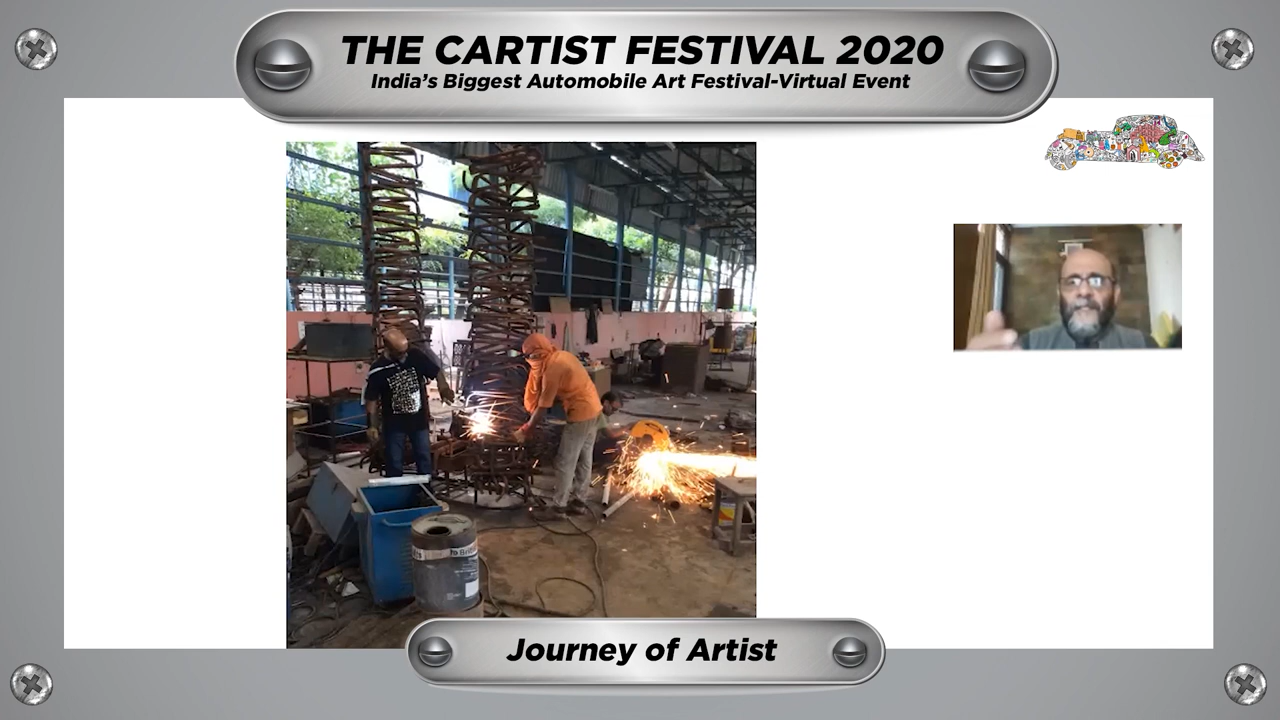 THE CARTIST FESTIVAL 2020
India's Biggest Automobile Art Festival-Virtual Event
Journey of Artist